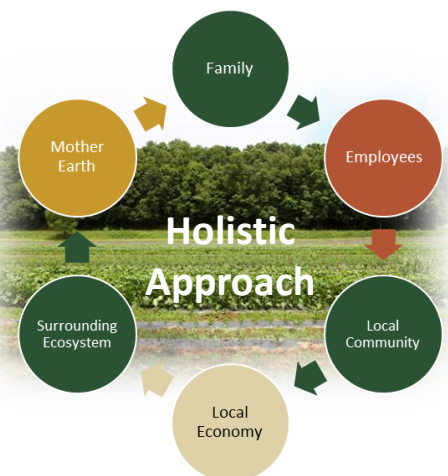 Family
Employees
Local
Community
Local
Economy
Surrounding
Ecosystem
Mother
Earth
Holistic
Approach